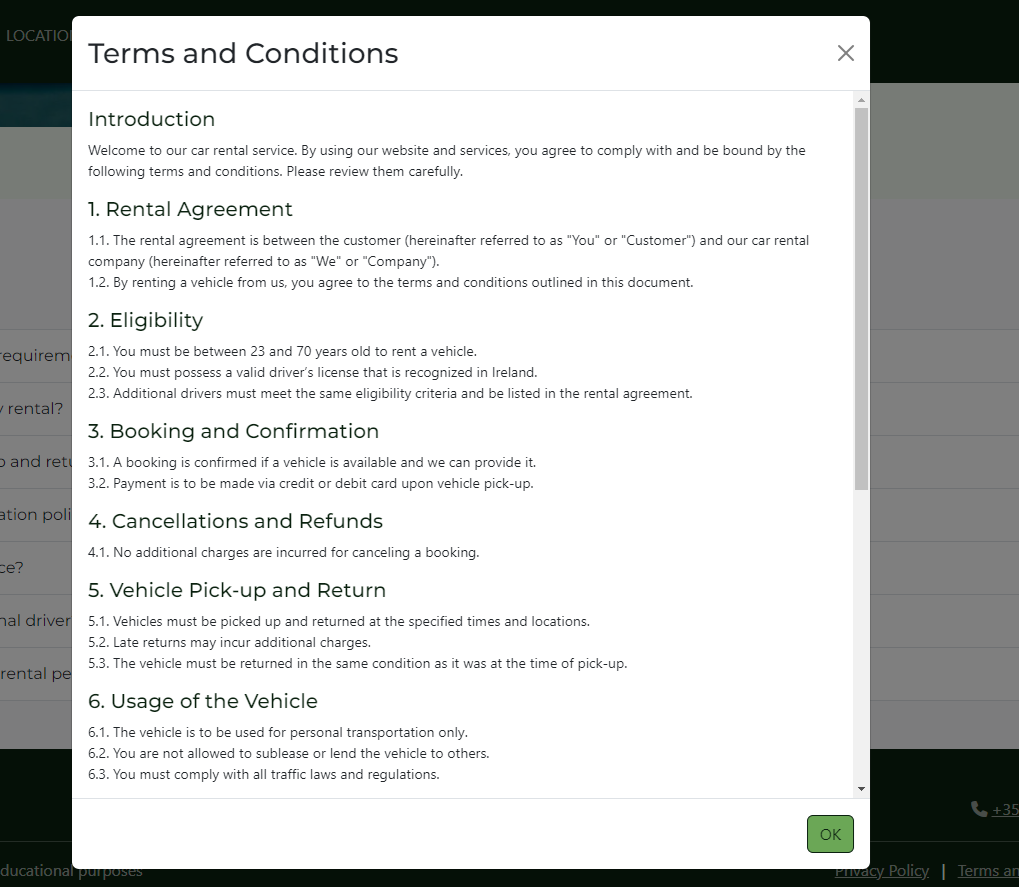 LOCATIO
Terms and Conditions
Introduction
Welcome to our car rental service. By using our website and services, you agree to comply with and be bound by the
following terms and conditions. Please review them carefully.
1. Rental Agreement
1.1. The rental agreement is between the customer (hereinafter referred to as "You" or "Customer") and our car rental
company (hereinafter referred to as "We" or "Company").
1.2. By renting a vehicle from us, you agree to the terms and conditions outlined in this document.
2. Eligibility
2.1. You must be between 23 and 70 years old to rent a vehicle.
2.2. You must possess a valid driver’s license that is recognized in Ireland.
2.3. Additional drivers must meet the same eligibility criteria and be listed in the rental agreement.
3. Booking and Confirmation
3.1. A booking is confirmed if a vehicle is available and we can provide it.
3.2. Payment is to be made via credit or debit card upon vehicle pick-up.
4. Cancellations and Refunds
4.1. No additional charges are incurred for canceling a booking.
5. Vehicle Pick-up and Return
5.1. Vehicles must be picked up and returned at the specified times and locations.
5.2. Late returns may incur additional charges.
5.3. The vehicle must be returned in the same condition as it was at the time of pick-up.
6. Usage of the Vehicle
6.1. The vehicle is to be used for personal transportation only.
6.2. You are not allowed to sublease or lend the vehicle to others.
6.3. You must comply with all traffic laws and regulations.
OK
requirem
y rental?
p and retu
ation poli
ce?
nal driver
rental pe
+35
ducational purposes
Privacy Policy | Terms an